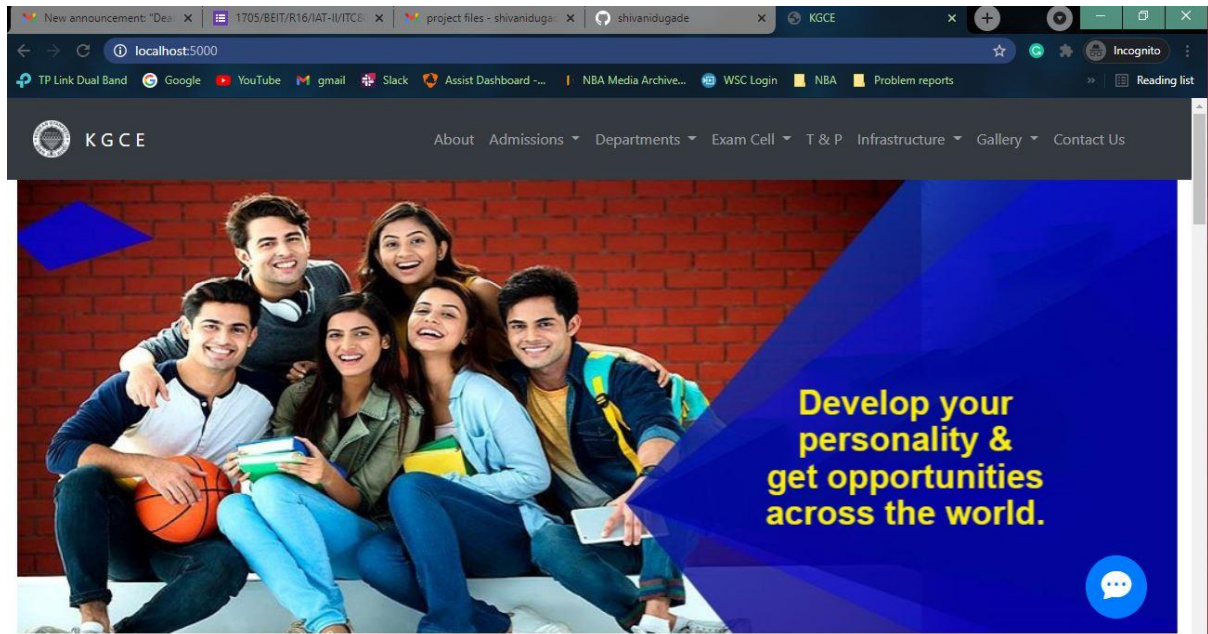 New announcement: "Dea
1705/BEIT/R16/IAT-II/ITC
project files - shivanidugad
shivanidugade
KGCE
localhost:5000
Incognito
TP Link Dual Band
Google
YouTube
gmail
Slack
Assist Dashboard -...
NBA Media Archive...
WSC Login
NBA
Problem reports
»
Reading list
KGCE
About Admissions Departments Exam Cell T & P Infrastructure Gallery Contact Us
Develop your
personality &
get opportunities
across the world.